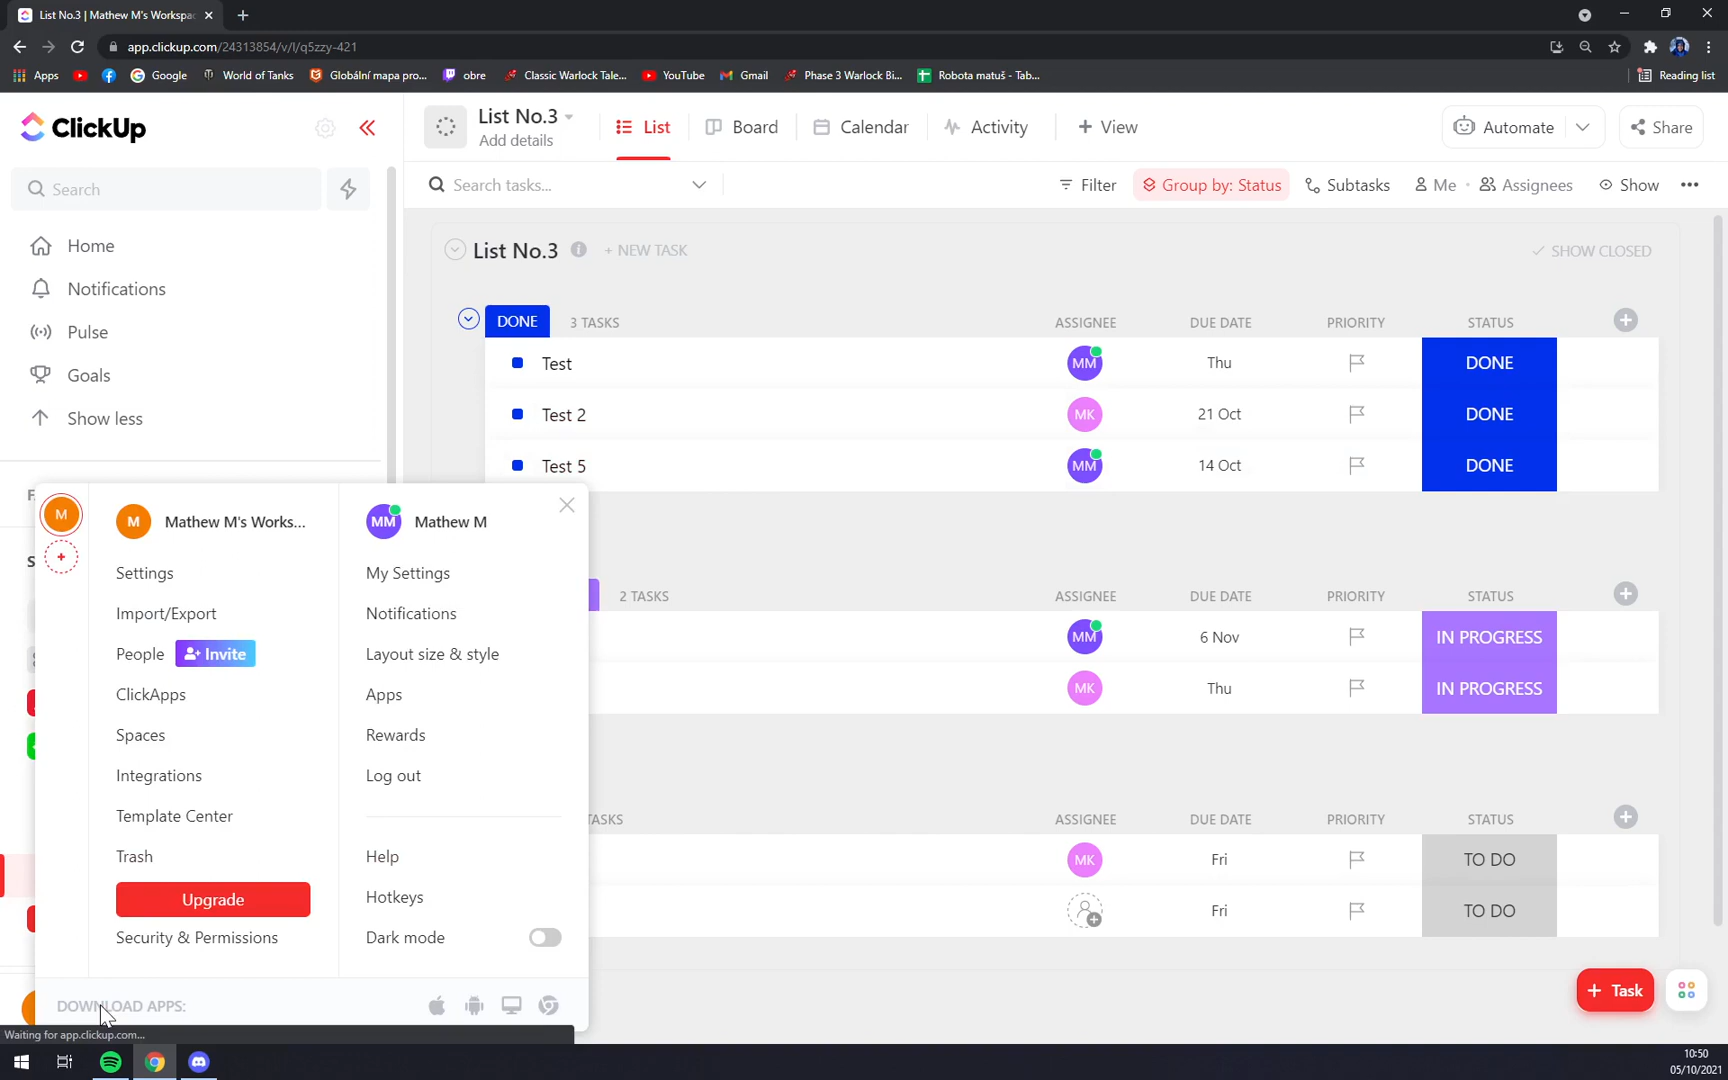 List No.3 | Mathew M's Workspac
app.clickup.com/24313854/v/l/q5zzy-421
Apps
Google
World of Tanks
Globální mapa pro...
obre
Classic Warlock Tale...
YouTube
Gmail
Phase 3 Warlock Bi...
Robota matuš - Tab...
Reading list
ClickUp
List No.3
Add details
List
Board
Calendar
Activity
+ View
Automate
Share
Search
Search tasks...
Filter
Group by: Status
Subtasks
Me
Assignees
Show
Home
Notifications
Pulse
Goals
Show less
List No.3
+ NEW TASK
SHOW CLOSED
DONE
3 TASKS
ASSIGNEE
DUE DATE
PRIORITY
STATUS
Test
MM
Thu
DONE
Test 2
MK
21 Oct
DONE
Test 5
MM
14 Oct
DONE
2 TASKS
ASSIGNEE
DUE DATE
PRIORITY
STATUS
MM
6 Nov
IN PROGRESS
MK
Thu
IN PROGRESS
TASKS
ASSIGNEE
DUE DATE
PRIORITY
STATUS
MK
Fri
TO DO
Fri
TO DO
M
M
Mathew M's Works...
Settings
Import/Export
People
Invite
ClickApps
Spaces
Integrations
Template Center
Trash
Upgrade
Security & Permissions
MM
Mathew M
My Settings
Notifications
Layout size & style
Apps
Rewards
Log out
Help
Hotkeys
Dark mode
DOWNLOAD APPS:
+ Task
Waiting for app.clickup.com...
10:50
05/10/2021